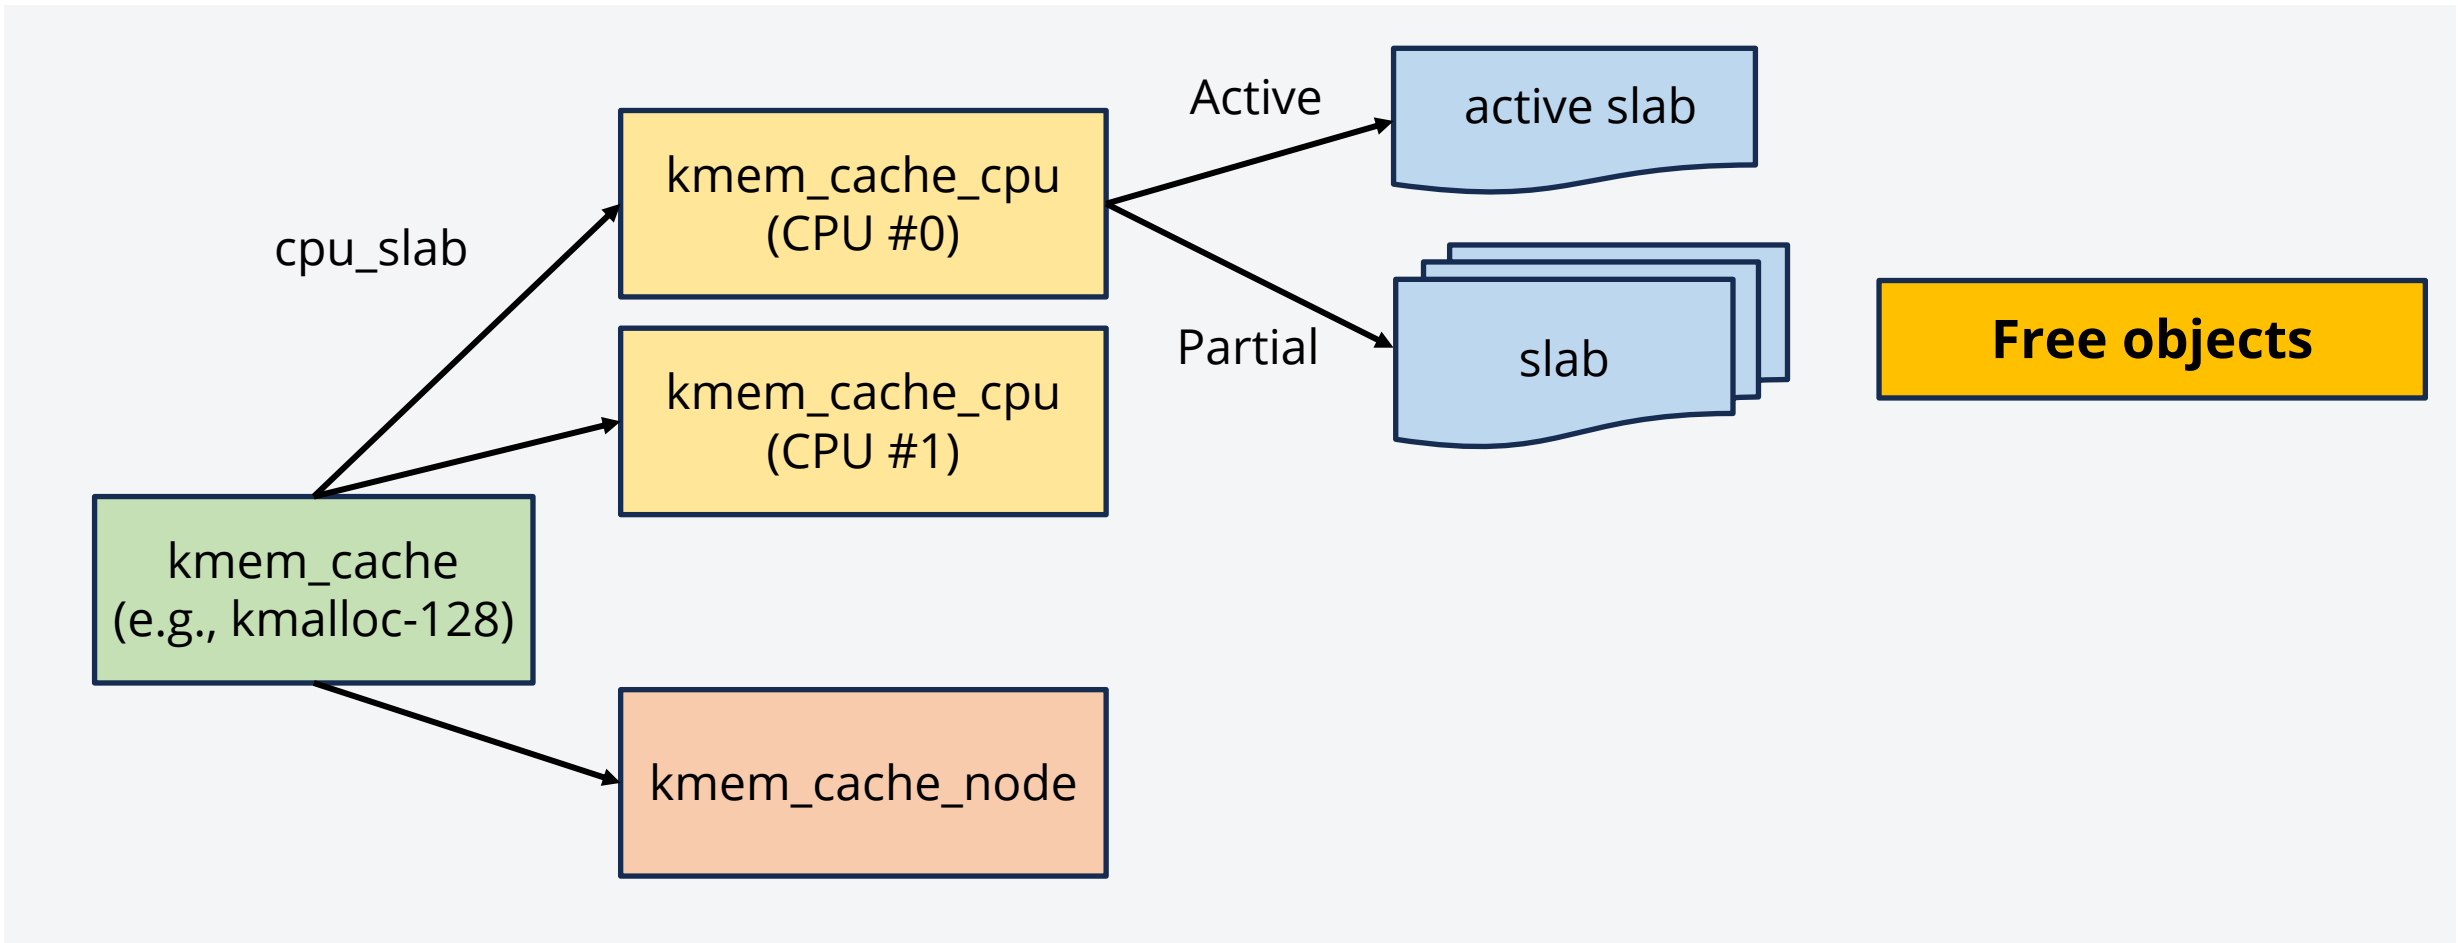 Active
active slab
kmem_cache_cpu
(CPU #0)
cpu_slab
Partial
slab
Free objects
kmem_cache_cpu
(CPU #1)
kmem_cache
(e.g., kmalloc-128)
kmem_cache_node